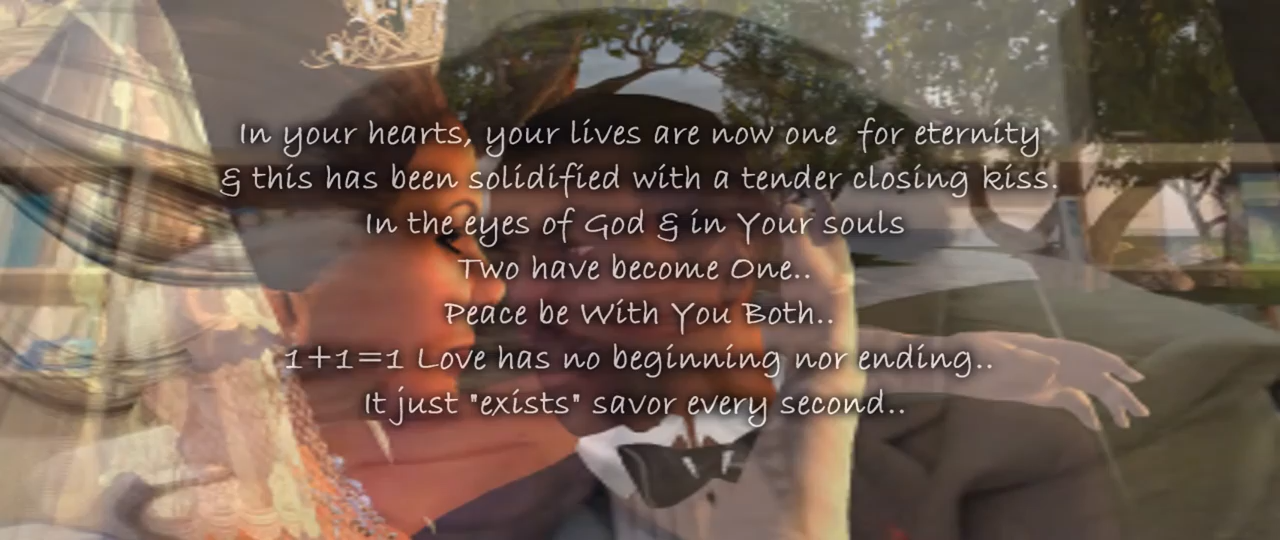 In your hearts, your lives are now one  for eternity
& this has been solidified with a tender closing kiss.
In the eyes of God & in Your souls
Two have become One..
Peace be With You Both..
1+1=1 Love has no beginning nor ending..
It just "exists" savor every second..